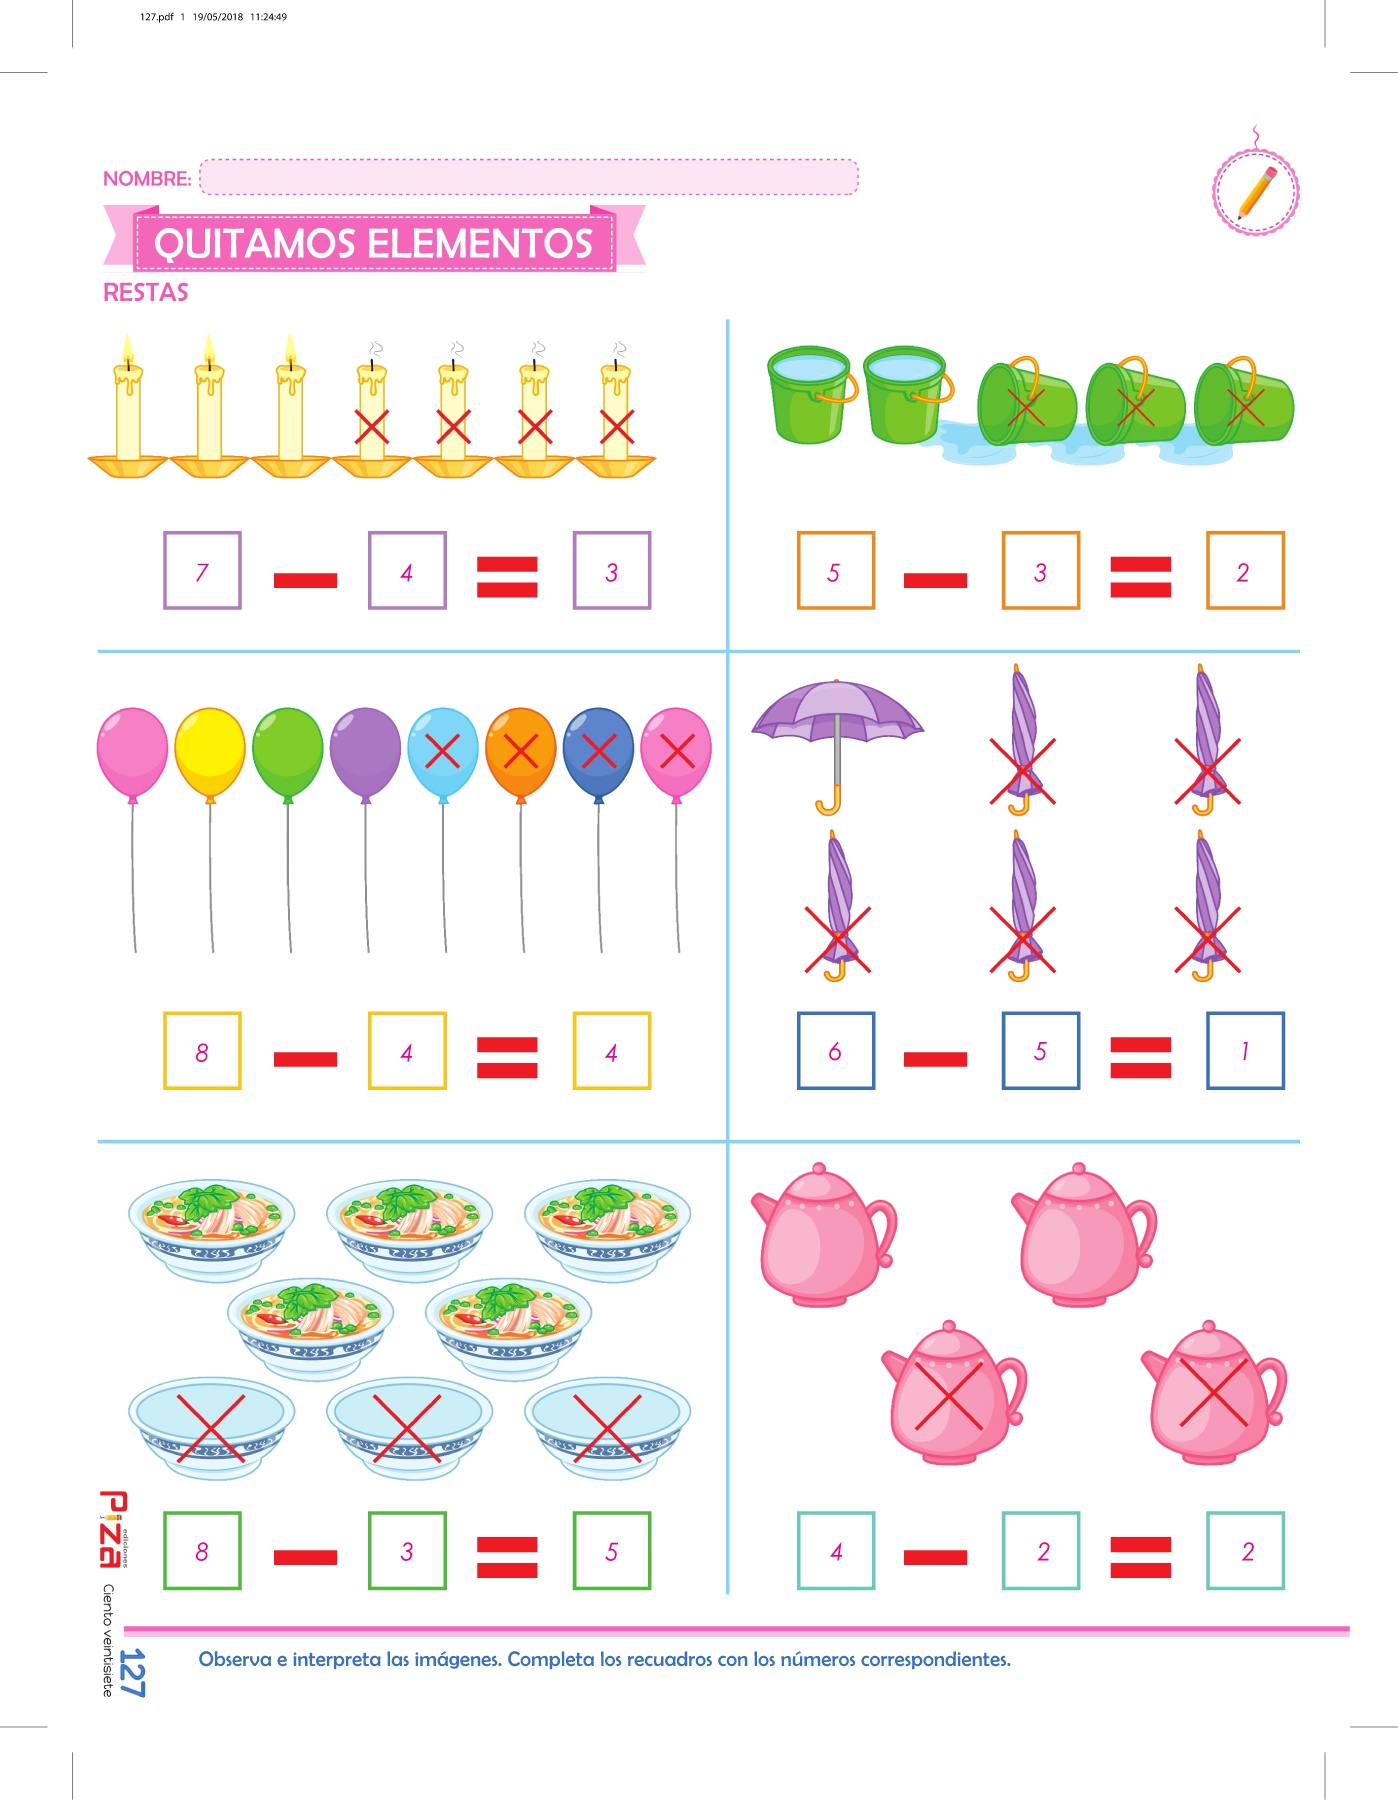 127.pdf 1 19/05/2018 11:24:49
NOMBRE:
QUITAMOS ELEMENTOS
RESTAS
7 4 3
5 3 2
8 4 4
6 5 1
8 3 5
4 2 2
Piza
ediciones
Ciento veintisiete
127
Observa e interpreta las imágenes. Completa los recuadros con los números correspondientes.